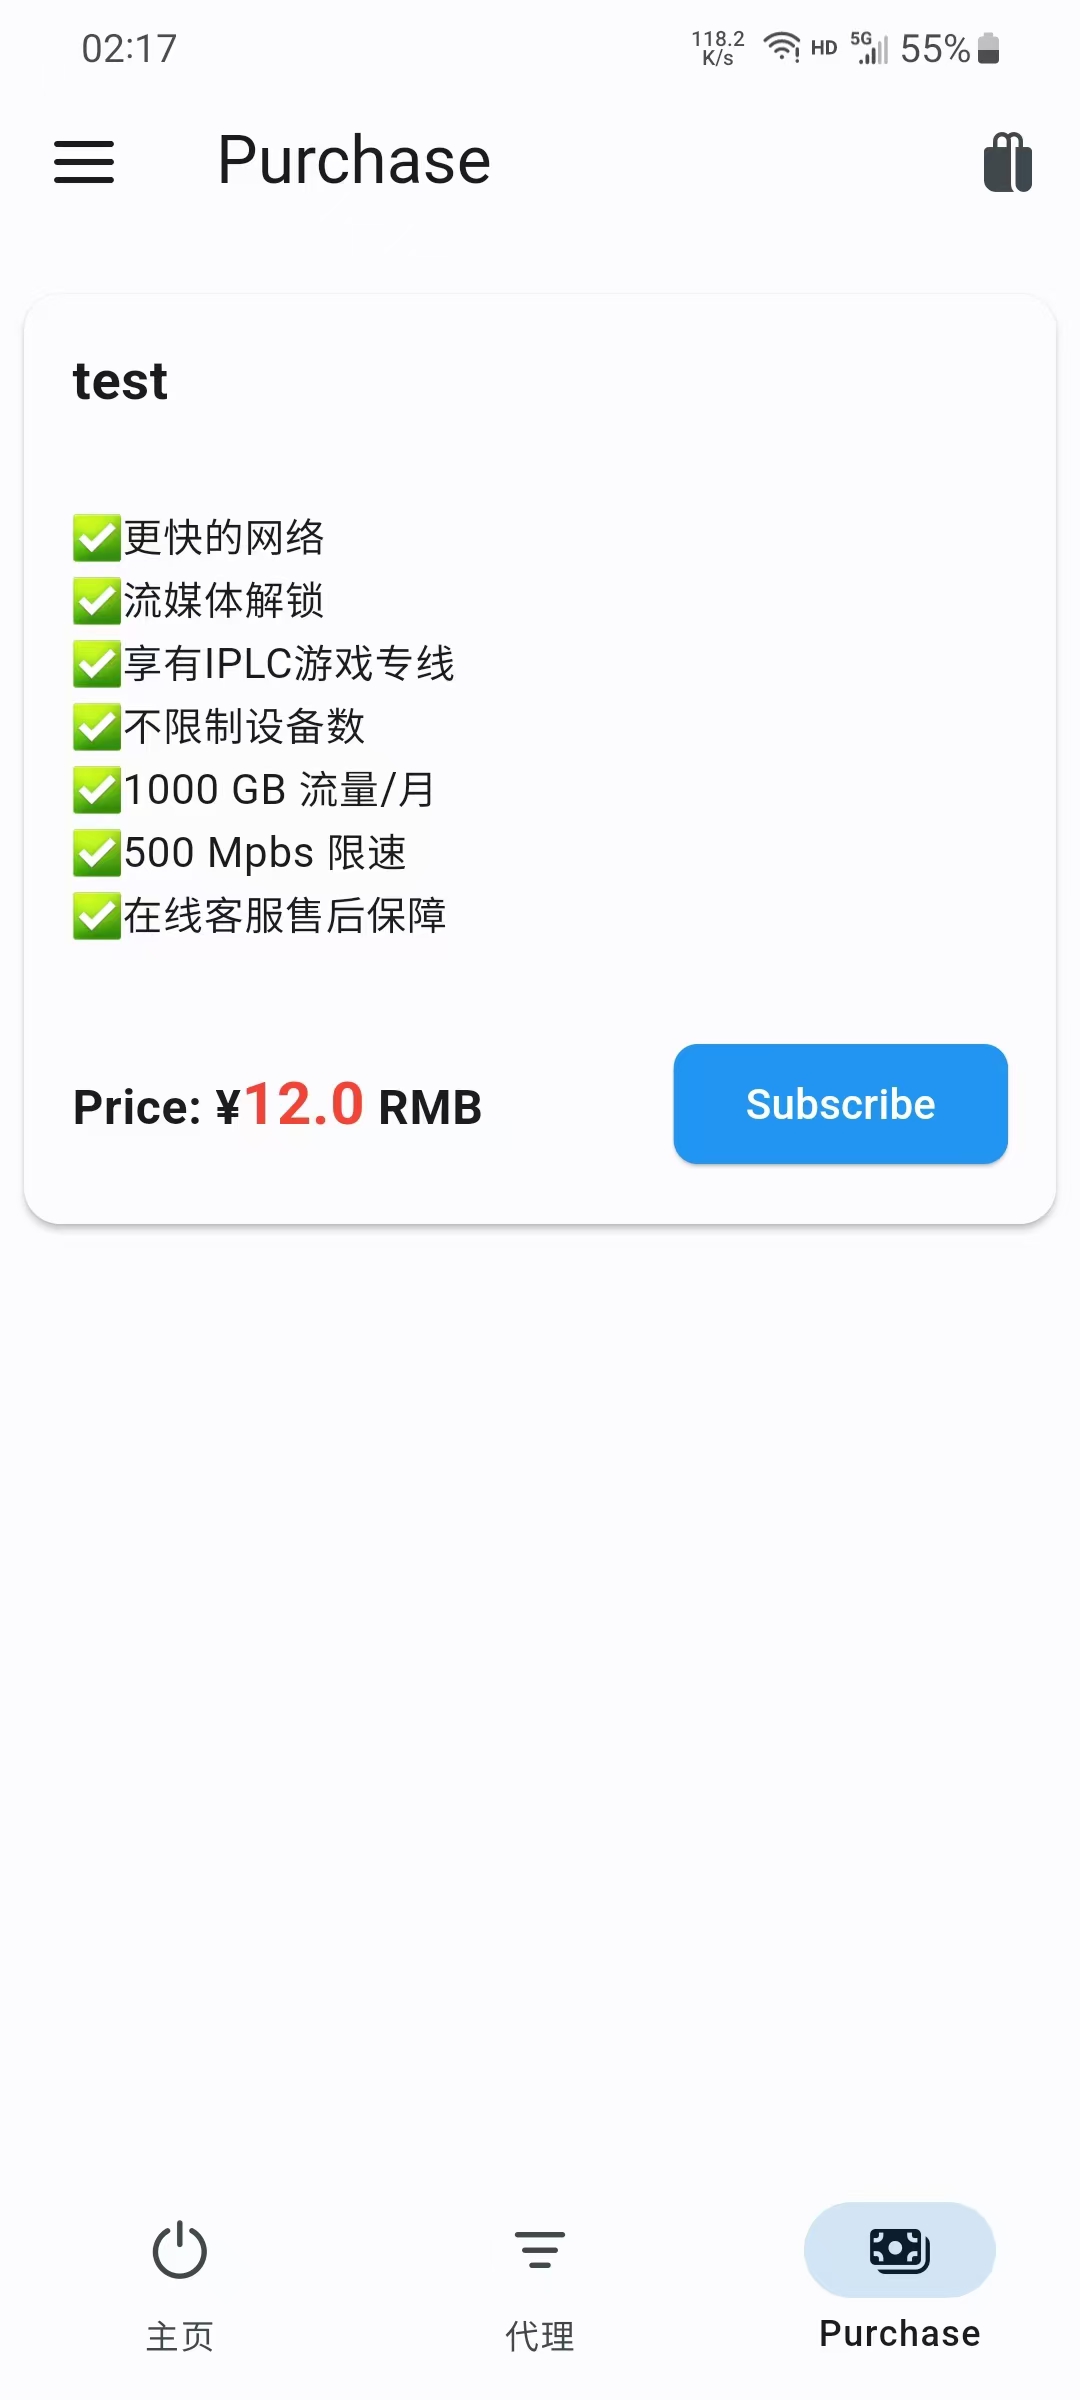 02:17
118.2
K/s
HD
5G
55%
Purchase
test
✅更快的网络
✅流媒体解锁
✅享有IPLC游戏专线
✅不限制设备数
✅1000 GB 流量/月
✅500 Mpbs 限速
✅在线客服售后保障
Price: ¥12.0 RMB
Subscribe
主页
代理
Purchase